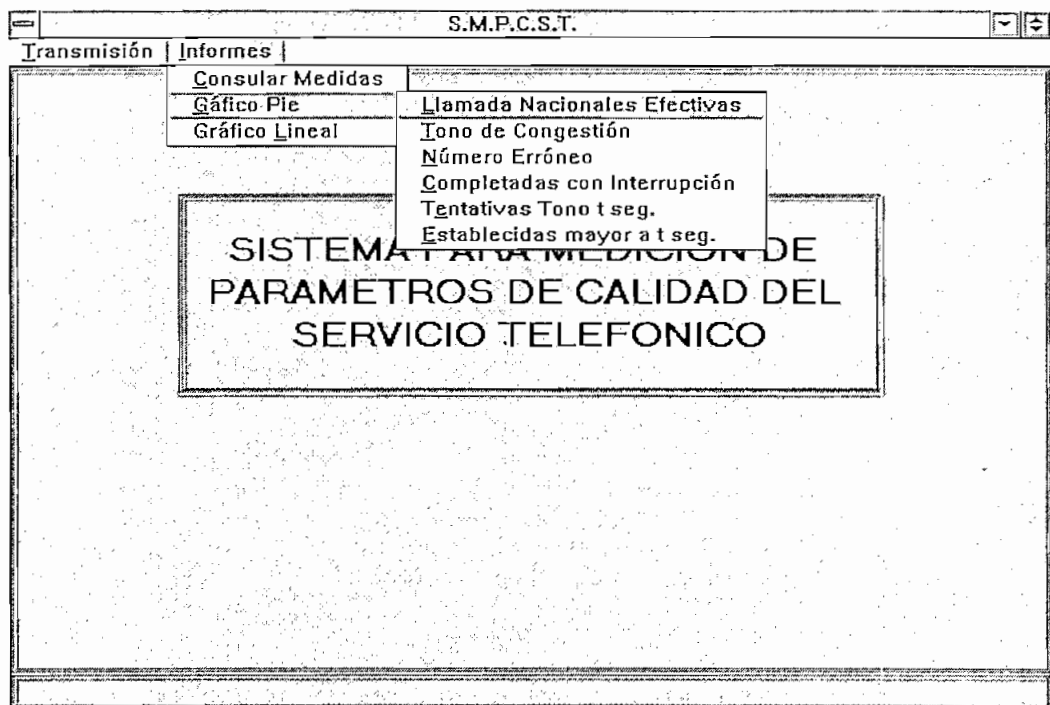 S.M.P.C.S.T.
Transmisión | Informes |
Consular Medidas
Gáfico Pie
Gráfico Lineal
Llamada Nacionales Efectivas
Tono de Congestión
Número Erróneo
Completadas con Interrupción
Tentativas Tono t seg.
Establecidas mayor a t seg.
SISTEMA PARA MEDICION DE
PARAMETROS DE CALIDAD DEL
SERVICIO TELEFONICO